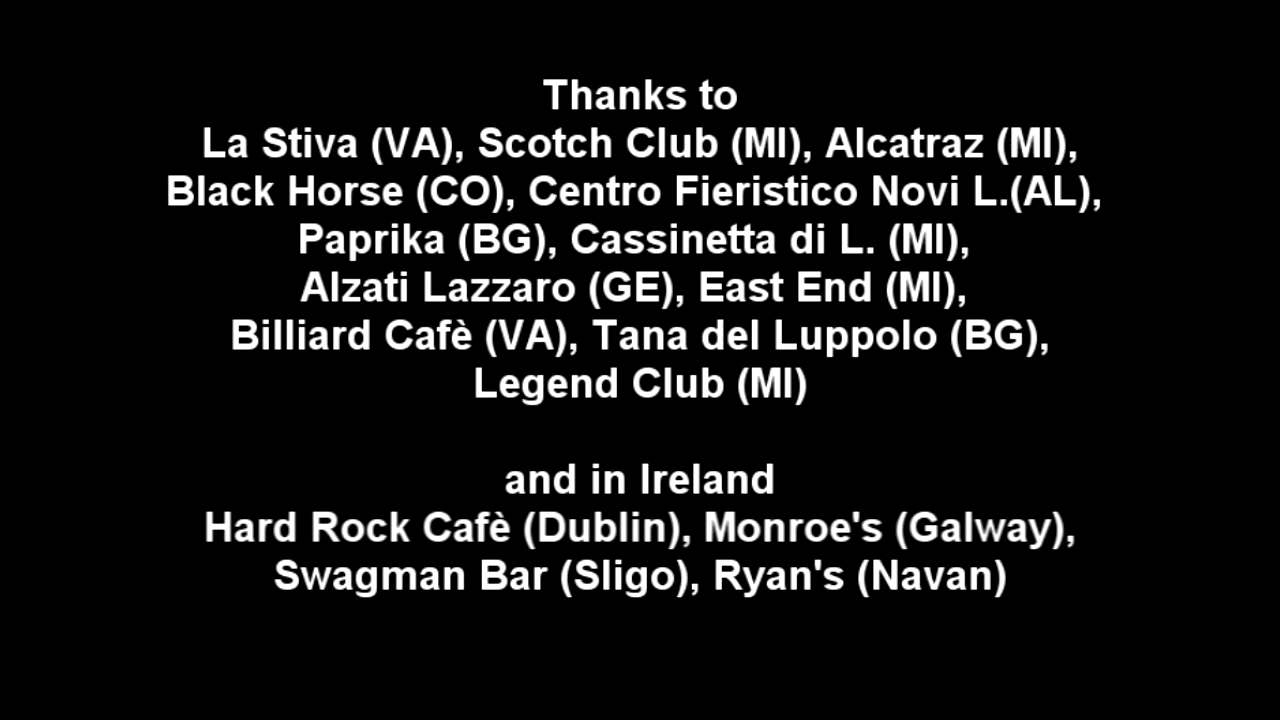 Thanks to
La Stiva (VA), Scotch Club (MI), Alcatraz (MI),
Black Horse (CO), Centro Fieristico Novi L.(AL),
Paprika (BG), Cassinetta di L. (MI),
Alzati Lazzaro (GE), East End (MI),
Billiard Cafè (VA), Tana del Luppolo (BG),
Legend Club (MI)
and in Ireland
Hard Rock Cafè (Dublin), Monroe's (Galway),
Swagman Bar (Sligo), Ryan's (Navan)